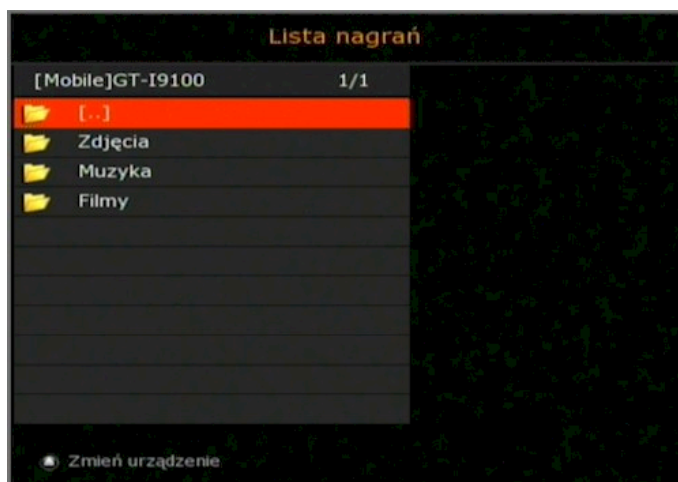 Lista nagrań
[Mobile]GT-I9100 1/1
[..]
Zdjęcia
Muzyka
Filmy
Zmień urządzenie